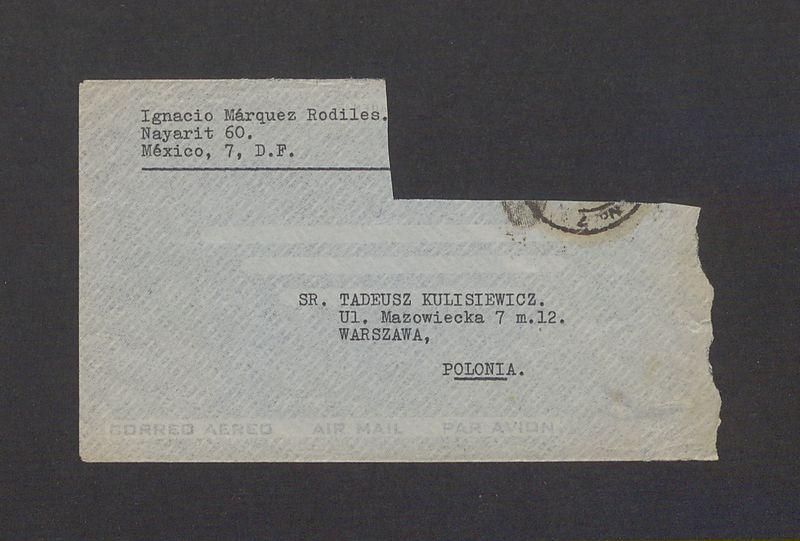 Ignacio Márquez Rodiles.
Nayarit 60.
México, 7, D.F.
SR. TADEUSZ KULISIEWICZ.
Ul, Mazowiecka 7 m.12.
WARSZAWA,
POLONIA.
CORREO AEREO AIR MAIL PAR AVION